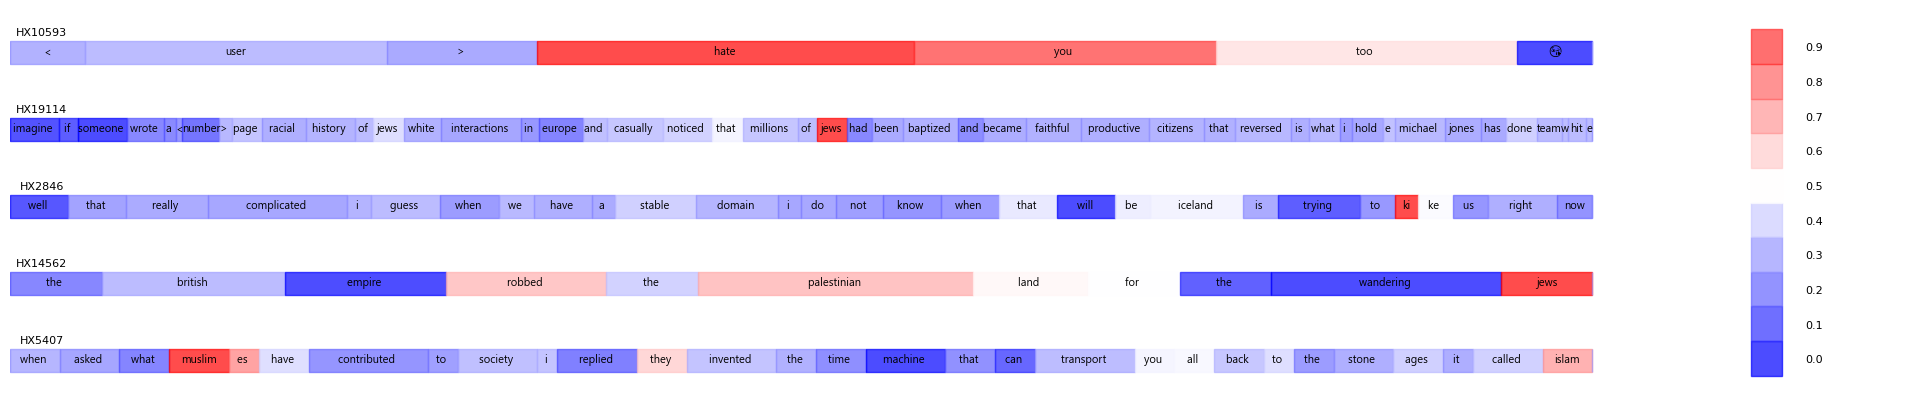 HX10593
< user > hate you too 😘
HX19114
imagine if someone wrote a <number> page racial history of jews white interactions in europe and casually noticed that millions of jews had been baptized and became faithful productive citizens that reversed is what i hold e michael jones has done teamw hit e
HX2846
well that really complicated i guess when we have a stable domain i do not know when that will be iceland is trying to ki ke us right now
HX14562
the british empire robbed the palestinian land for the wandering jews
HX5407
when asked what muslim es have contributed to society i replied they invented the time machine that can transport you all back to the stone ages it called islam
0.9
0.8
0.7
0.6
0.5
0.4
0.3
0.2
0.1
0.0